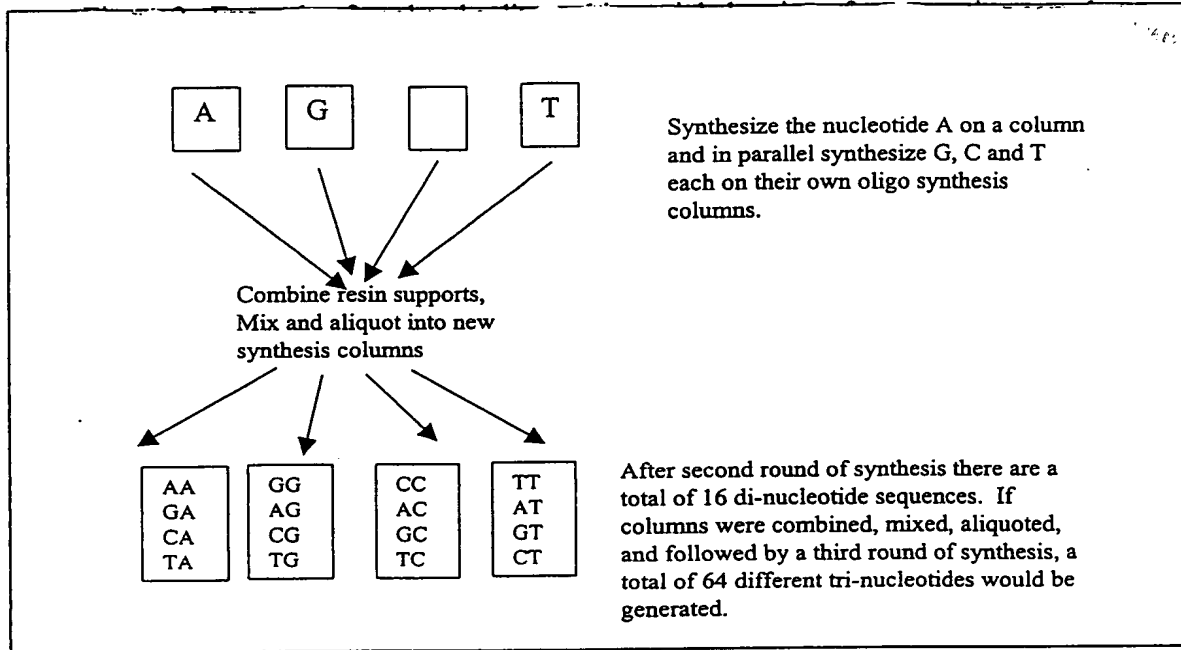 A G T
Synthesize the nucleotide A on a column
and in parallel synthesize G, C and T
each on their own oligo synthesis
columns.
Combine resin supports,
Mix and aliquot into new
synthesis columns
AA GG CC TT
GA AG AC AT
CA CG GC GT
TA TG TC CT
After second round of synthesis there are a
total of 16 di-nucleotide sequences. If
columns were combined, mixed, aliquoted,
and followed by a third round of synthesis, a
total of 64 different tri-nucleotides would be
generated.